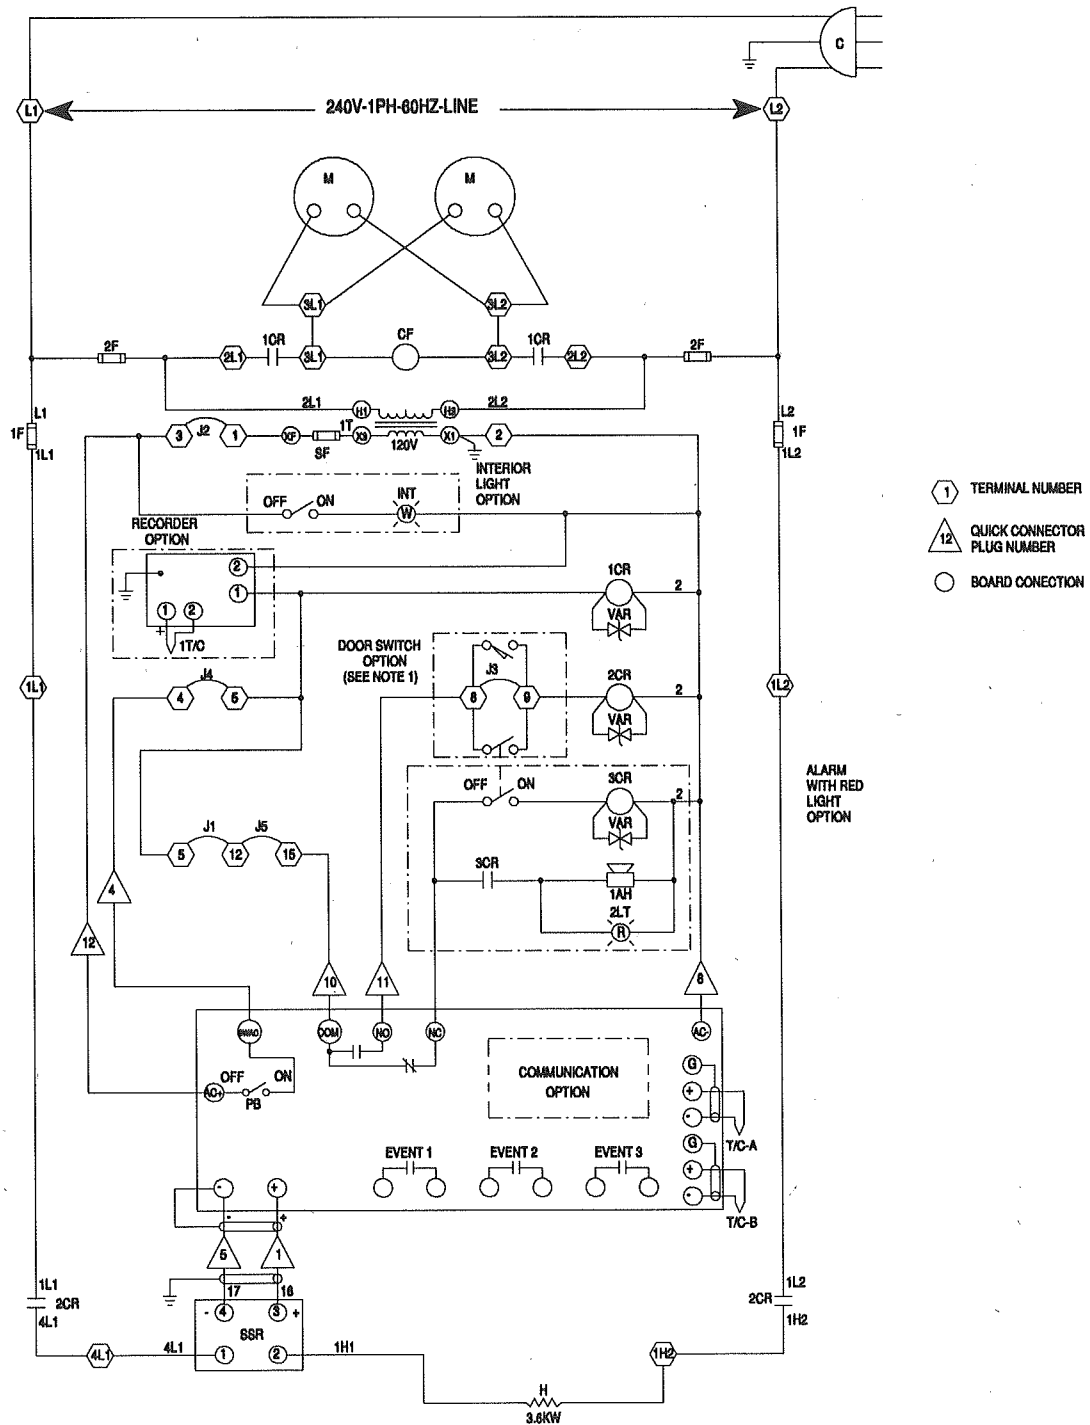 C
L1
240V-1PH-60HZ-LINE
L2
M
M
3L1
3L2
2F
2L1
1CR
3L1
CF
3L2
1CR
2L2
2F
2L1
H1
H3
2L2
L1
1F
1L1
3
J2
1
XF
SF
1T
X3
120V
X1
2
L2
1F
1L2
INTERIOR
LIGHT
OPTION
OFF
ON
INT
W
1
TERMINAL NUMBER
12
QUICK CONNECTOR
PLUG NUMBER
BOARD CONECTION
RECORDER
OPTION
2
1
1
2
+
1T/C
1CR
2
VAR
DOOR SWITCH
OPTION
(SEE NOTE 1)
J3
8
9
2CR
2
VAR
1L1
J4
4
5
1L2
OFF
ON
3CR
2
VAR
ALARM
WITH RED
LIGHT
OPTION
J1
J5
5
12
15
3CR
1AH
2LT
R
4
12
10
11
8
COM
NO
NC
AC-
AC+
OFF
ON
PB
COMMUNICATION
OPTION
G
+
-
T/C-A
G
+
-
T/C-B
EVENT 1
EVENT 2
EVENT 3
-
+
-
+
5
1
17
16
- 4
3 +
SSR
1
2
1L1
2CR
4L1
4L1
4L1
1H1
1L2
2CR
1H2
1H2
H
3.6KW